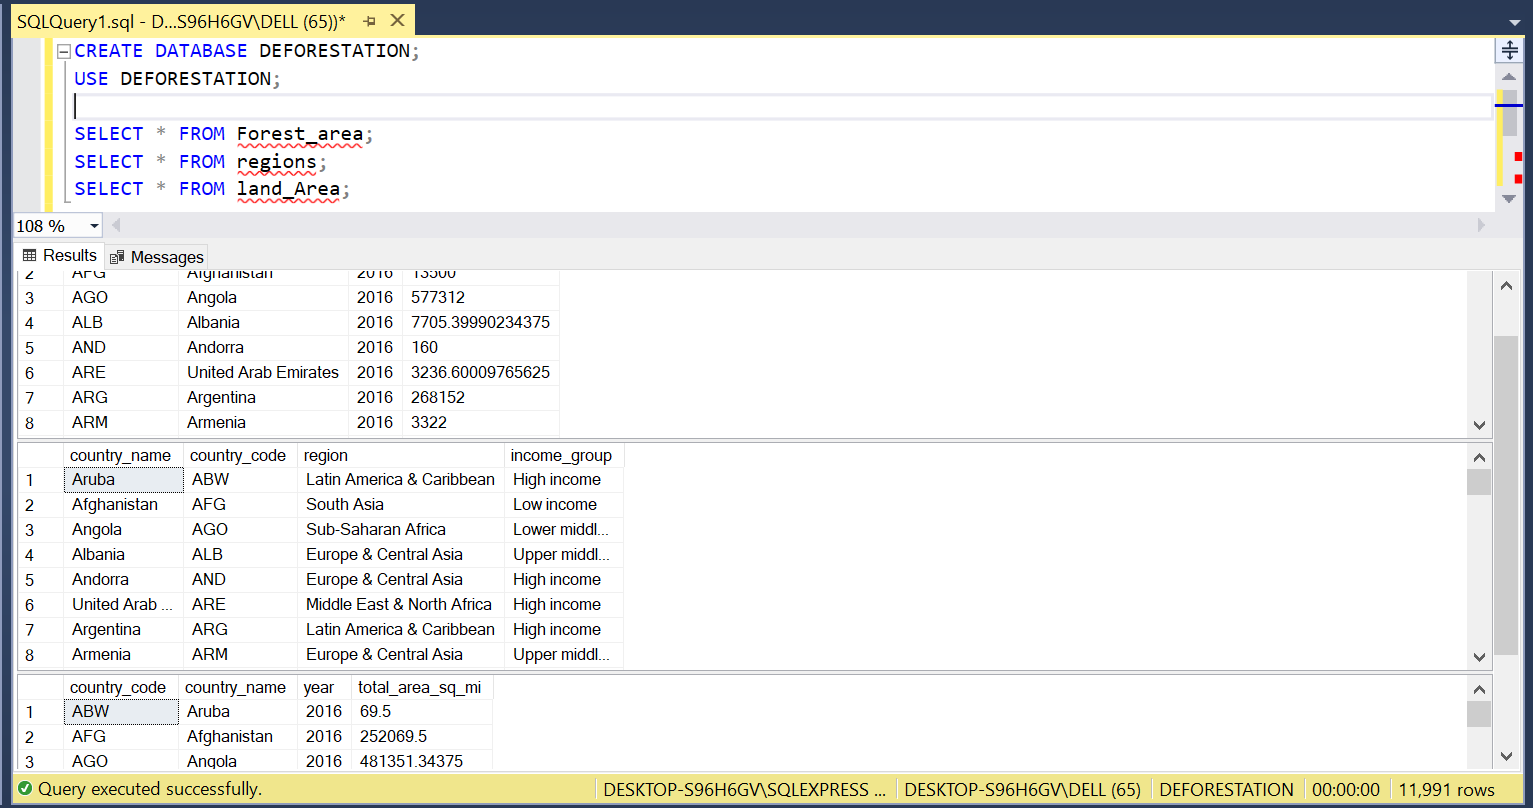 SQLQuery1.sql - D...S96H6GV\DELL (65))*
CREATE DATABASE DEFORESTATION;
USE DEFORESTATION;
SELECT * FROM Forest_area;
SELECT * FROM regions;
SELECT * FROM land_Area;
108 %
Results Messages
2 AFG Afghanistan 2016 13500
3 AGO Angola 2016 577312
4 ALB Albania 2016 7705.39990234375
5 AND Andorra 2016 160
6 ARE United Arab Emirates 2016 3236.60009765625
7 ARG Argentina 2016 268152
8 ARM Armenia 2016 3322
country_name country_code region income_group
1 Aruba ABW Latin America & Caribbean High income
2 Afghanistan AFG South Asia Low income
3 Angola AGO Sub-Saharan Africa Lower middl...
4 Albania ALB Europe & Central Asia Upper middl...
5 Andorra AND Europe & Central Asia High income
6 United Arab ... ARE Middle East & North Africa High income
7 Argentina ARG Latin America & Caribbean High income
8 Armenia ARM Europe & Central Asia Upper middl...
country_code country_name year total_area_sq_mi
1 ABW Aruba 2016 69.5
2 AFG Afghanistan 2016 252069.5
3 AGO Angola 2016 481351.34375
Query executed successfully. DESKTOP-S96H6GV\SQLEXPRESS ... DESKTOP-S96H6GV\DELL (65) DEFORESTATION 00:00:00 11,991 rows